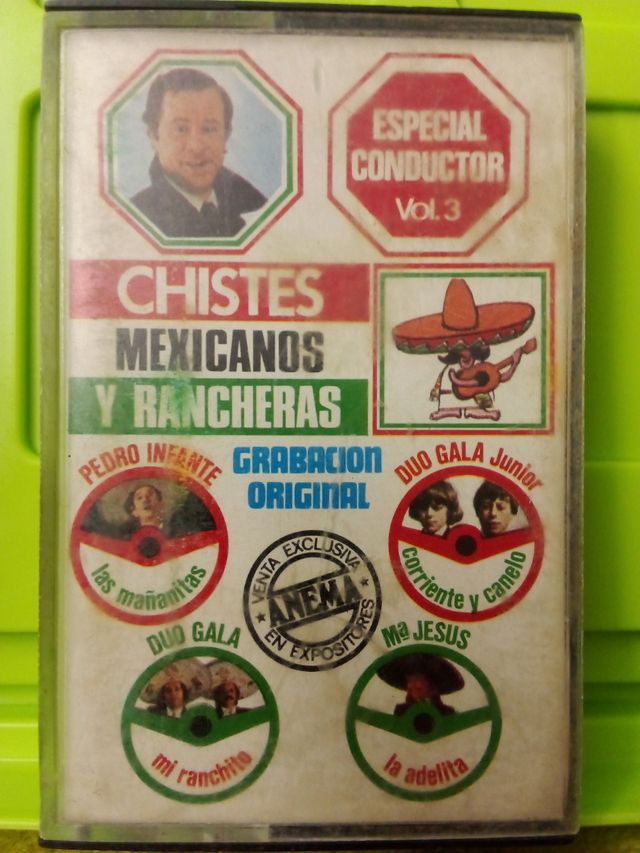 ESPECIAL
CONDUCTOR
Vol.3
CHISTES
MEXICANOS
Y RANCHERAS
GRABACION
ORIGINAL
PEDRO INFANTE
las mañanitas
DUO GALA Junior
corriente y canelo
VENTA EXCLUSIVA
ANEMA
EN EXPOSITORES
DUO GALA
mi ranchito
Mª JESUS
la adelita